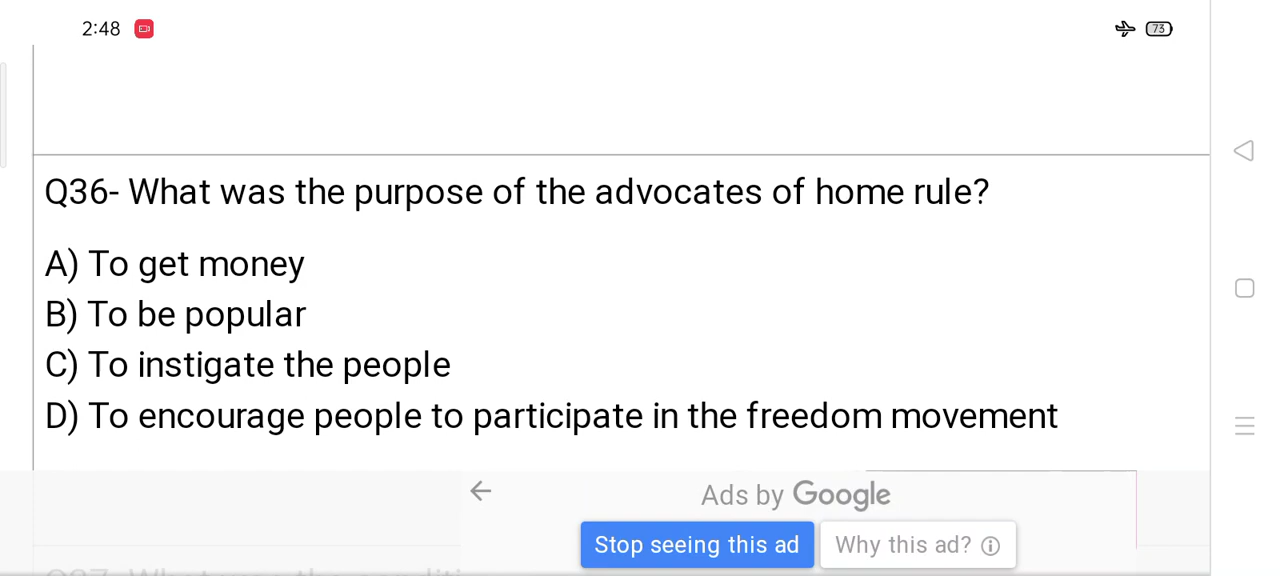 2:48
73
Q36- What was the purpose of the advocates of home rule?
A) To get money
B) To be popular
C) To instigate the people
D) To encourage people to participate in the freedom movement
Ads by Google
Stop seeing this ad
Why this ad?